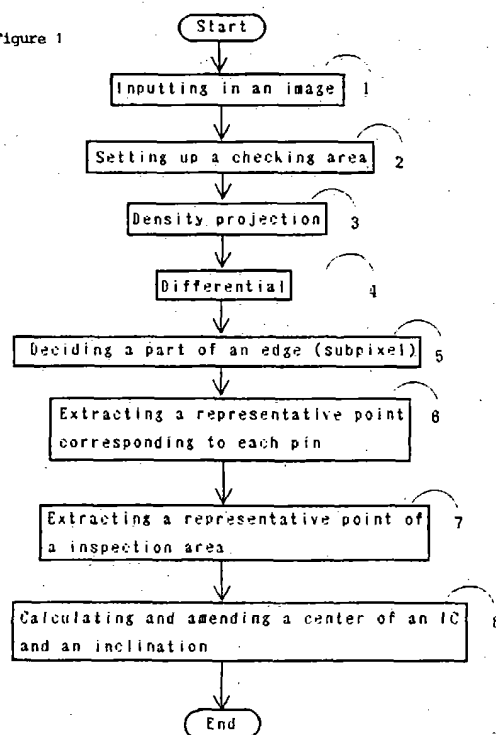 igure 1
Start
Inputting in an image 1
Setting up a checking area 2
Density projection 3
Differential 4
Deciding a part of an edge (subpixel) 5
Extracting a representative point 6
corresponding to each pin
Extracting a representative point of 7
a inspection area
Calculating and amending a center of an IC 8
and an inclination
End